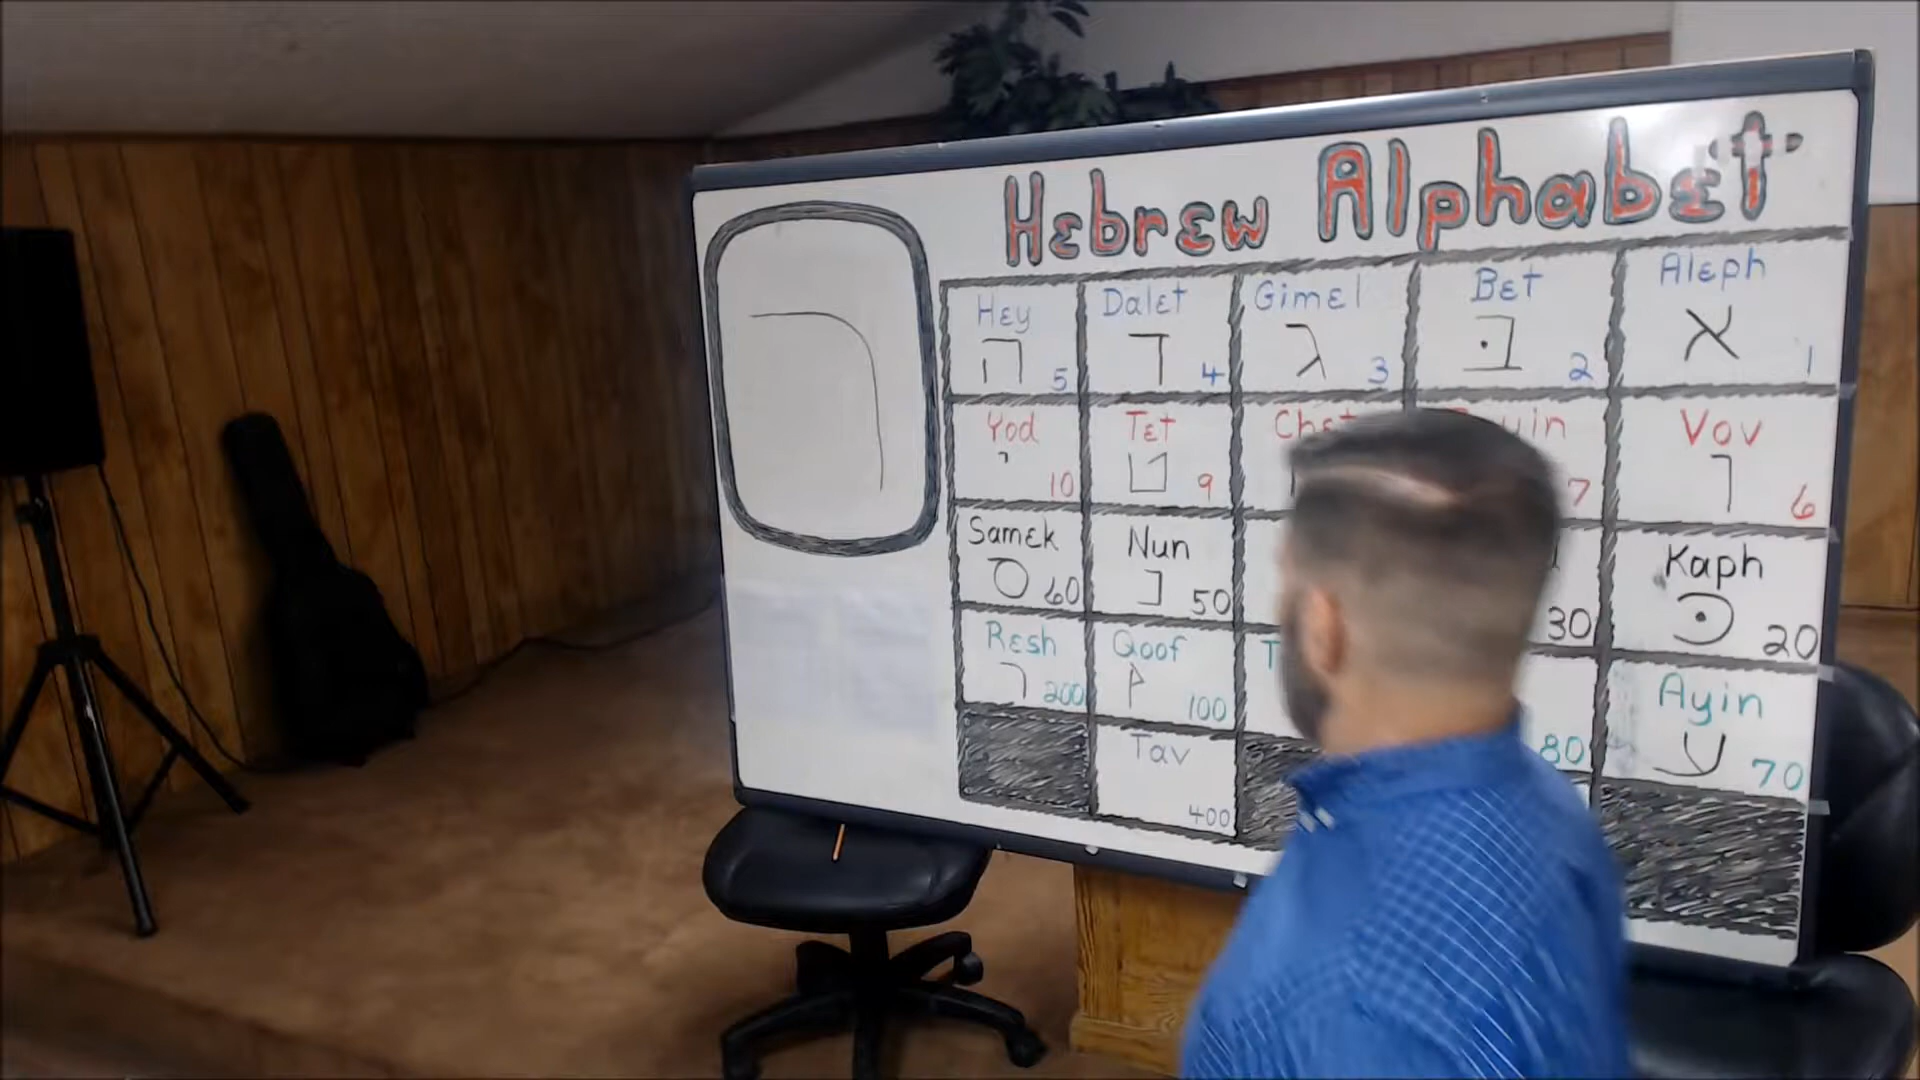 Hebrew Alphabet
Aleph
א 1
Bet
בּ 2
Gimel
ג 3
Dalet
ד 4
Hey
ה 5
Vov
ו 6
7
Tet
ט 9
Yod
י 10
Kaph
כּ 20
30
Nun
נ 50
Samek
ס 60
Ayin
ע 70
80
Qoof
ק 100
Resh
ר 200
Tav
400
ר